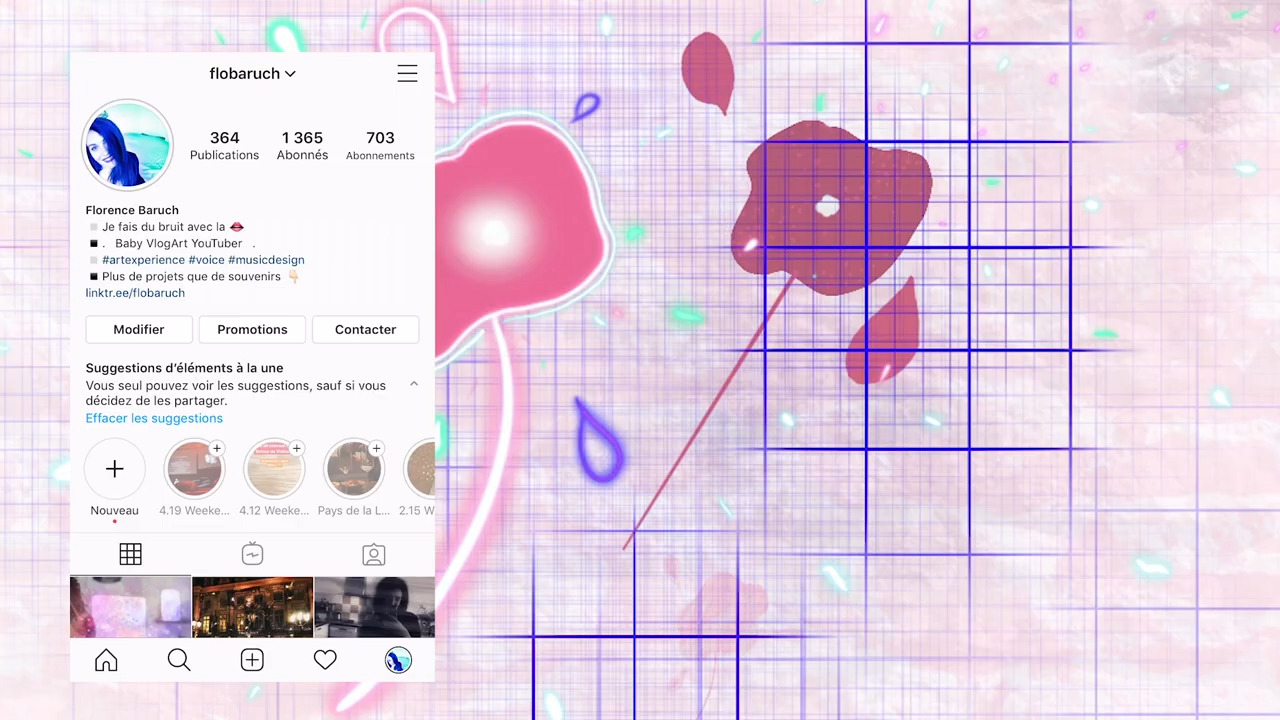 flobaruch
364 1 365 703
Publications Abonnés Abonnements
Florence Baruch
Je fais du bruit avec la
. Baby VlogArt YouTuber .
#artexperience #voice #musicdesign
Plus de projets que de souvenirs
linktr.ee/flobaruch
Modifier Promotions Contacter
Suggestions d'éléments à la une
Vous seul pouvez voir les suggestions, sauf si vous
décidez de les partager.
Effacer les suggestions
Nouveau 4.19 Weeke... 4.12 Weeke... Pays de la L... 2.15 W